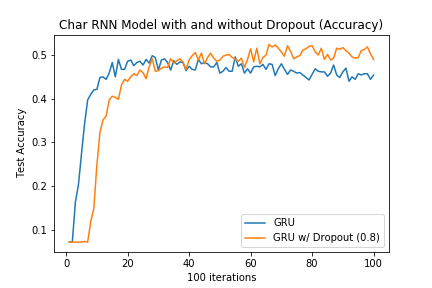 Char RNN Model with and without Dropout (Accuracy)
Test Accuracy
0.5
0.4
0.3
0.2
0.1
0 20 40 60 80 100
100 iterations
GRU
GRU w/ Dropout (0.8)